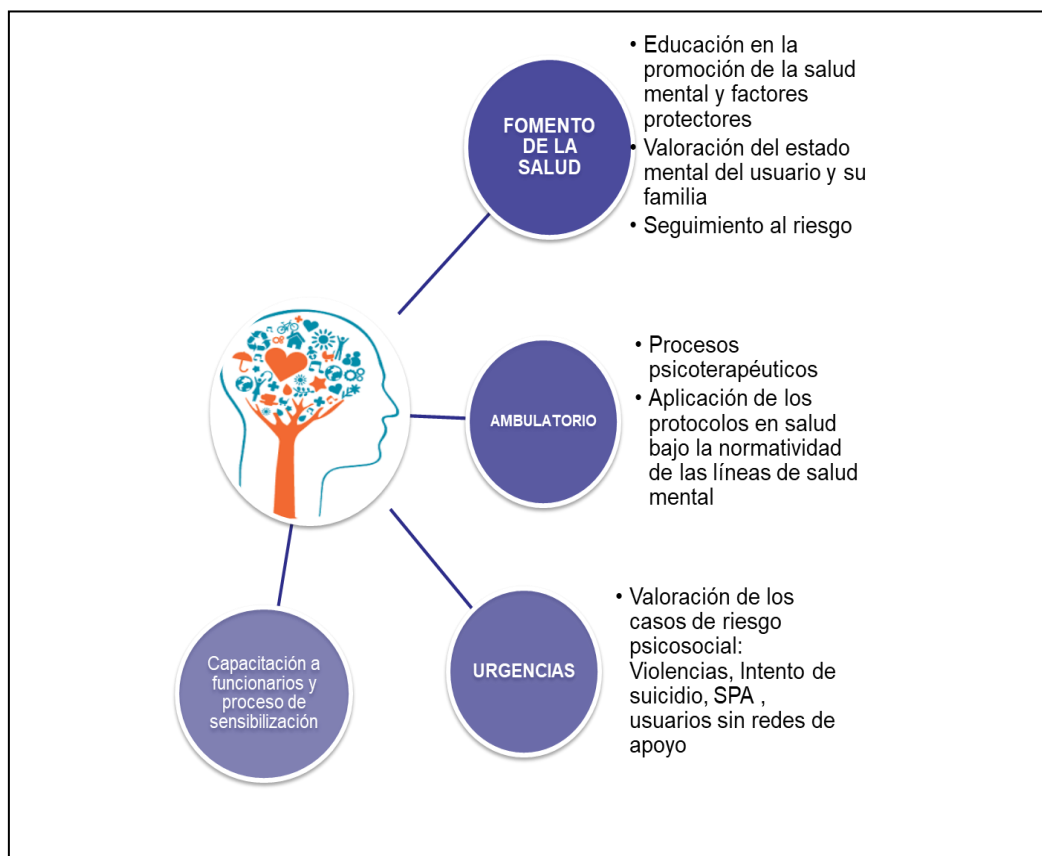 FOMENTO
DE LA
SALUD
• Educación en la
promoción de la salud
mental y factores
protectores
• Valoración del estado
mental del usuario y su
familia
• Seguimiento al riesgo
AMBULATORIO
• Procesos
psicoterapéuticos
• Aplicación de los
protocolos en salud
bajo la normatividad
de las líneas de salud
mental
URGENCIAS
• Valoración de los
casos de riesgo
psicosocial:
Violencias, Intento de
suicidio, SPA ,
usuarios sin redes de
apoyo
Capacitación a
funcionarios y
proceso de
sensibilización